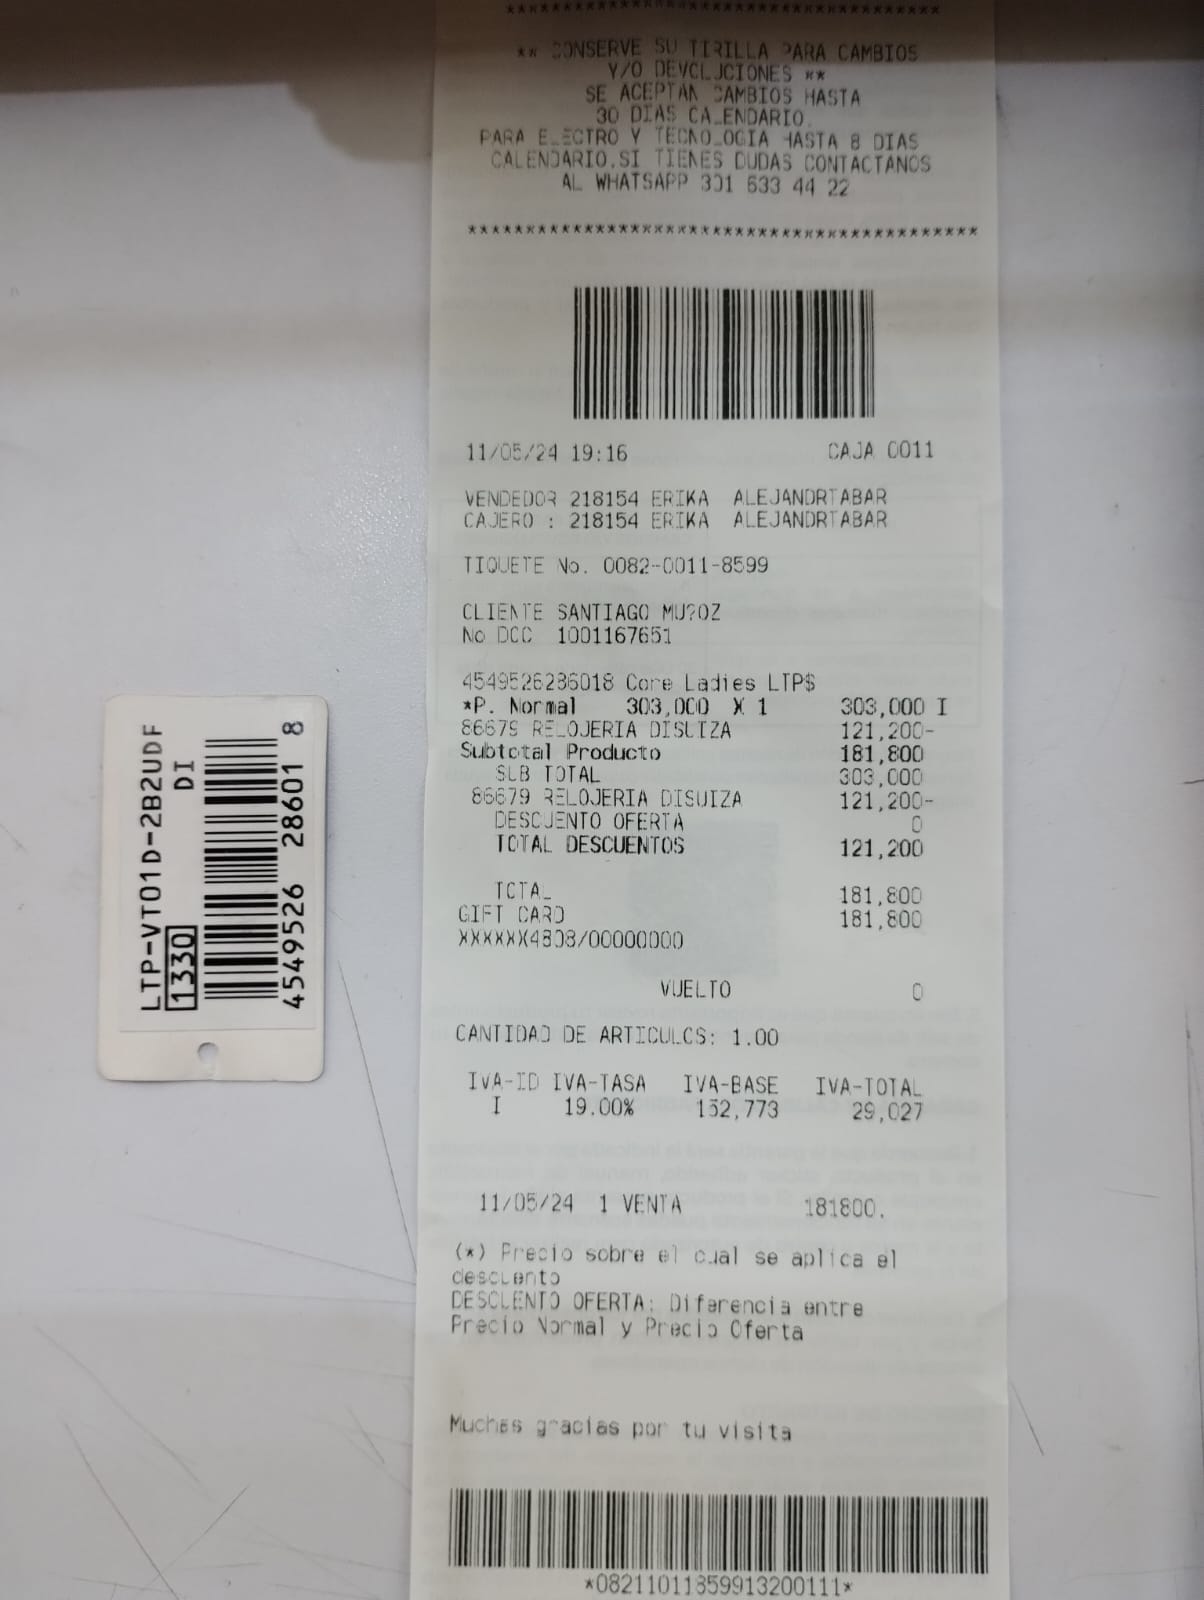 ****************************************
** CONSERVE SU TIRILLA PARA CAMBIOS
Y/O DEVOLUCIONES **
SE ACEPTAN CAMBIOS HASTA
30 DIAS CALENDARIO.
PARA ELECTRO Y TECNOLOGIA HASTA 8 DIAS
CALENDARIO.SI TIENES DUDAS CONTACTANOS
AL WHATSAPP 301 633 44 22
********************************************
11/05/24 19:16 CAJA 0011
VENDEDOR 218154 ERIKA ALEJANDRTABAR
CAJERO : 218154 ERIKA ALEJANDRTABAR
TIQUETE No. 0082-0011-8599
CLIENTE SANTIAGO MU?OZ
No DCC 1001167651
4549526286018 Core Ladies LTP$
*P. Normal 303,000 X 1 303,000 I
86679 RELOJERIA DISUIZA 121,200-
Subtotal Producto 181,800
SUB TOTAL 303,000
86679 RELOJERIA DISUIZA 121,200-
DESCUENTO OFERTA 0
TOTAL DESCUENTOS 121,200
TOTAL 181,800
GIFT CARD 181,800
XXXXXX4808/00000000
VUELTO 0
CANTIDAD DE ARTICULOS: 1.00
IVA-ID IVA-TASA IVA-BASE IVA-TOTAL
I 19.00% 152,773 29,027
11/05/24 1 VENTA 181800.
(*) Precio sobre el cual se aplica el
descuento
DESCUENTO OFERTA: Diferencia entre
Precio Normal y Precio Oferta
Muchas gracias por tu visita
*08211011859913200111*
LTP-VT01D-2B2UDF
DI
1330
4549526 28601 8